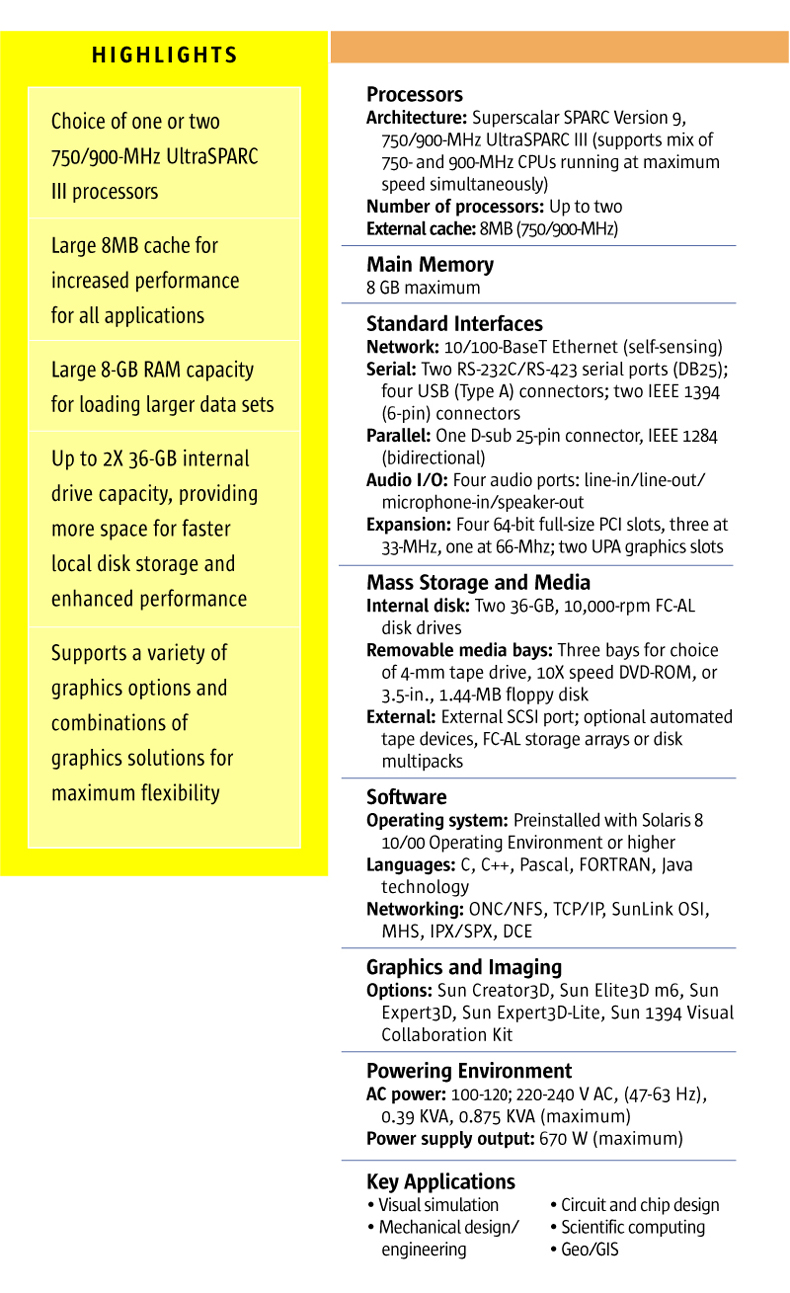 HIGHLIGHTS
Choice of one or two
750/900-MHz UltraSPARC
III processors
Large 8MB cache for
increased performance
for all applications
Large 8-GB RAM capacity
for loading larger data sets
Up to 2X 36-GB internal
drive capacity, providing
more space for faster
local disk storage and
enhanced performance
Supports a variety of
graphics options and
combinations of
graphics solutions for
maximum flexibility
Processors
Architecture: Superscalar SPARC Version 9,
750/900-MHz UltraSPARC III (supports mix of
750- and 900-MHz CPUs running at maximum
speed simultaneously)
Number of processors: Up to two
External cache: 8MB (750/900-MHz)
Main Memory
8 GB maximum
Standard Interfaces
Network: 10/100-BaseT Ethernet (self-sensing)
Serial: Two RS-232C/RS-423 serial ports (DB25);
four USB (Type A) connectors; two IEEE 1394
(6-pin) connectors
Parallel: One D-sub 25-pin connector, IEEE 1284
(bidirectional)
Audio I/O: Four audio ports: line-in/line-out/
microphone-in/speaker-out
Expansion: Four 64-bit full-size PCI slots, three at
33-MHz, one at 66-Mhz; two UPA graphics slots
Mass Storage and Media
Internal disk: Two 36-GB, 10,000-rpm FC-AL
disk drives
Removable media bays: Three bays for choice
of 4-mm tape drive, 10X speed DVD-ROM, or
3.5-in., 1.44-MB floppy disk
External: External SCSI port; optional automated
tape devices, FC-AL storage arrays or disk
multipacks
Software
Operating system: Preinstalled with Solaris 8
10/00 Operating Environment or higher
Languages: C, C++, Pascal, FORTRAN, Java
technology
Networking: ONC/NFS, TCP/IP, SunLink OSI,
MHS, IPX/SPX, DCE
Graphics and Imaging
Options: Sun Creator3D, Sun Elite3D m6, Sun
Expert3D, Sun Expert3D-Lite, Sun 1394 Visual
Collaboration Kit
Powering Environment
AC power: 100-120; 220-240 V AC, (47-63 Hz),
0.39 KVA, 0.875 KVA (maximum)
Power supply output: 670 W (maximum)
Key Applications
• Visual simulation
• Mechanical design/
engineering
• Circuit and chip design
• Scientific computing
• Geo/GIS